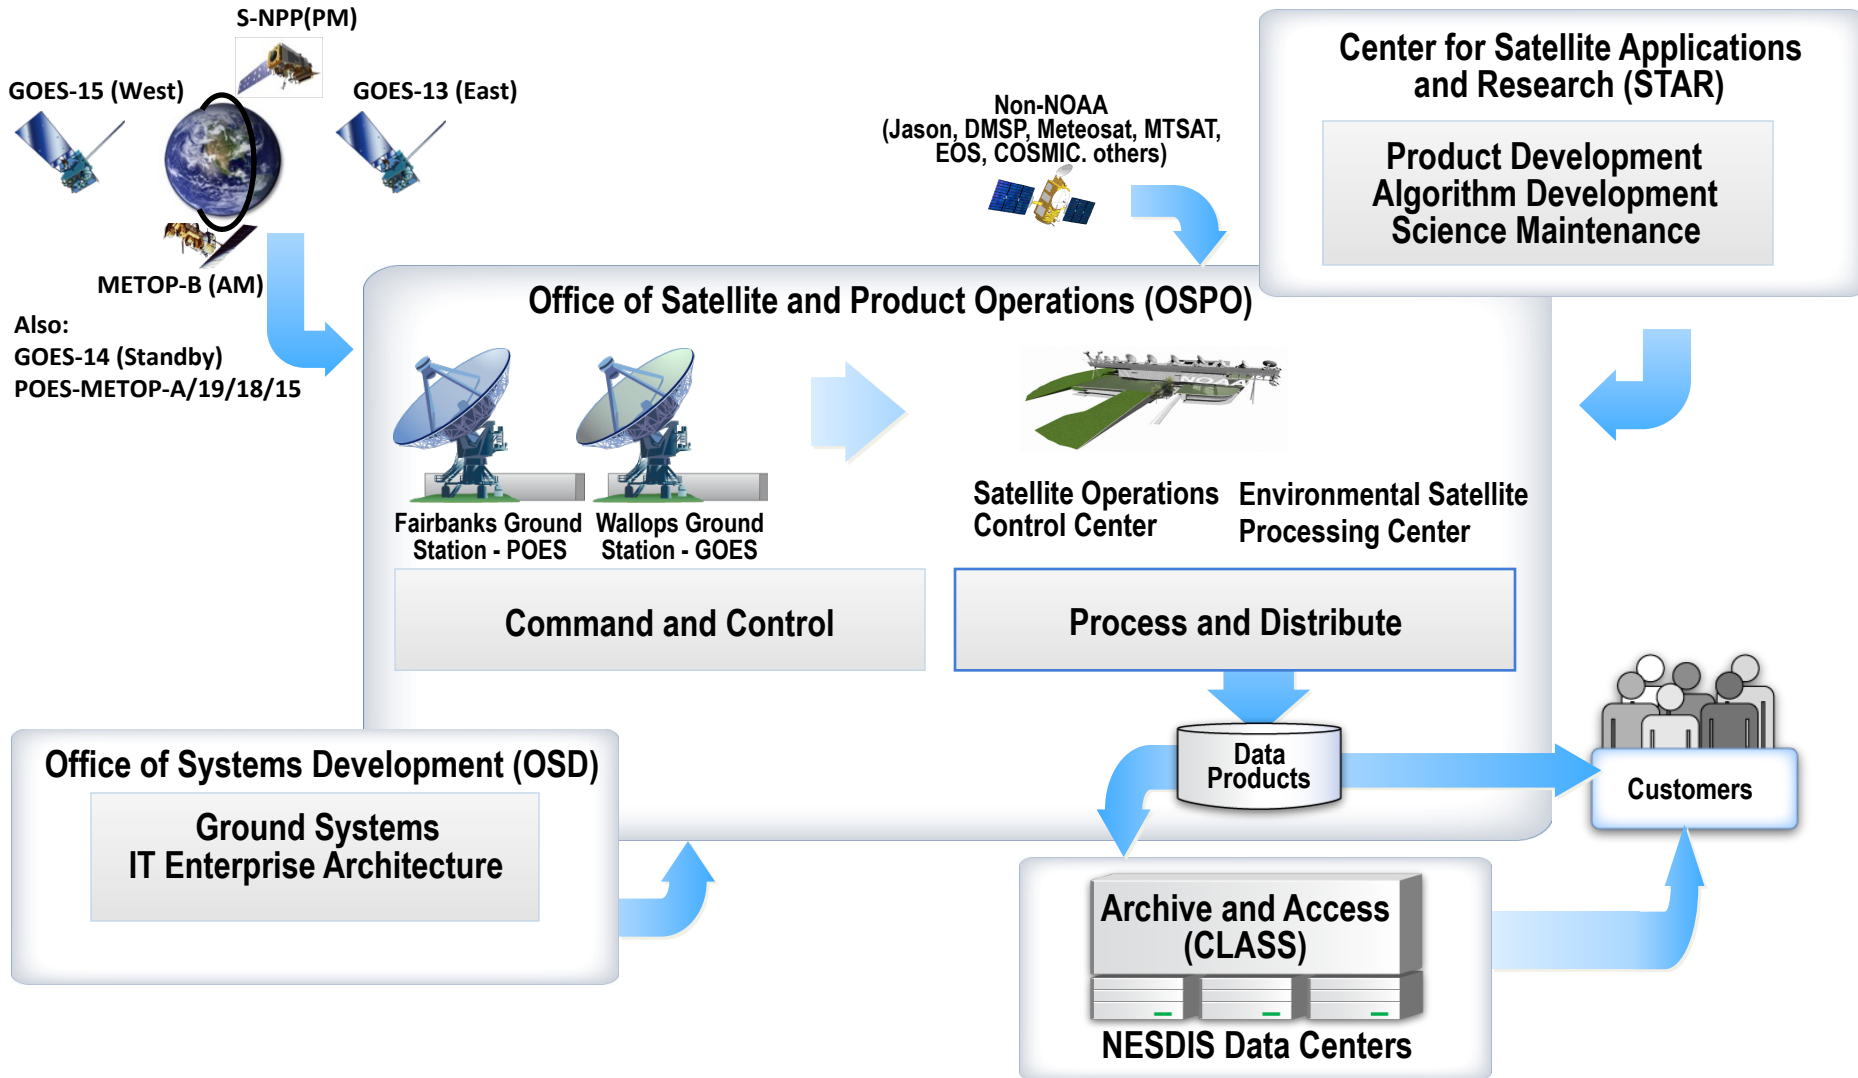 S-NPP(PM)
GOES-15 (West)
GOES-13 (East)
METOP-B (AM)
Also:
GOES-14 (Standby)
POES-METOP-A/19/18/15
Non-NOAA
(Jason, DMSP, Meteosat, MTSAT,
EOS, COSMIC. others)
Center for Satellite Applications
and Research (STAR)
Product Development
Algorithm Development
Science Maintenance
Office of Satellite and Product Operations (OSPO)
NOAA
Fairbanks Ground
Station - POES
Wallops Ground
Station - GOES
Satellite Operations
Control Center
Environmental Satellite
Processing Center
Command and Control
Process and Distribute
Office of Systems Development (OSD)
Ground Systems
IT Enterprise Architecture
Data
Products
Customers
Archive and Access
(CLASS)
NESDIS Data Centers